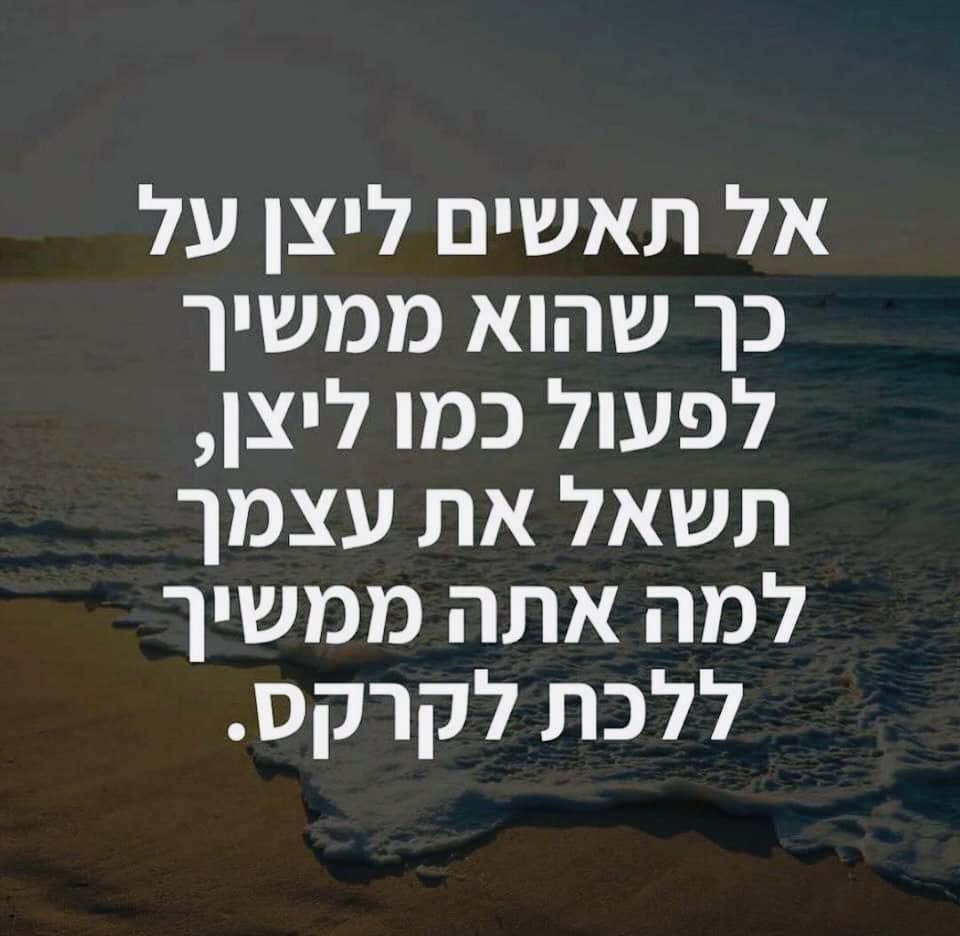 אל תאשים ליצן על
כך שהוא ממשיך
לפעול כמו ליצן,
תשאל את עצמך
למה אתה ממשיך
ללכת לקרקס.